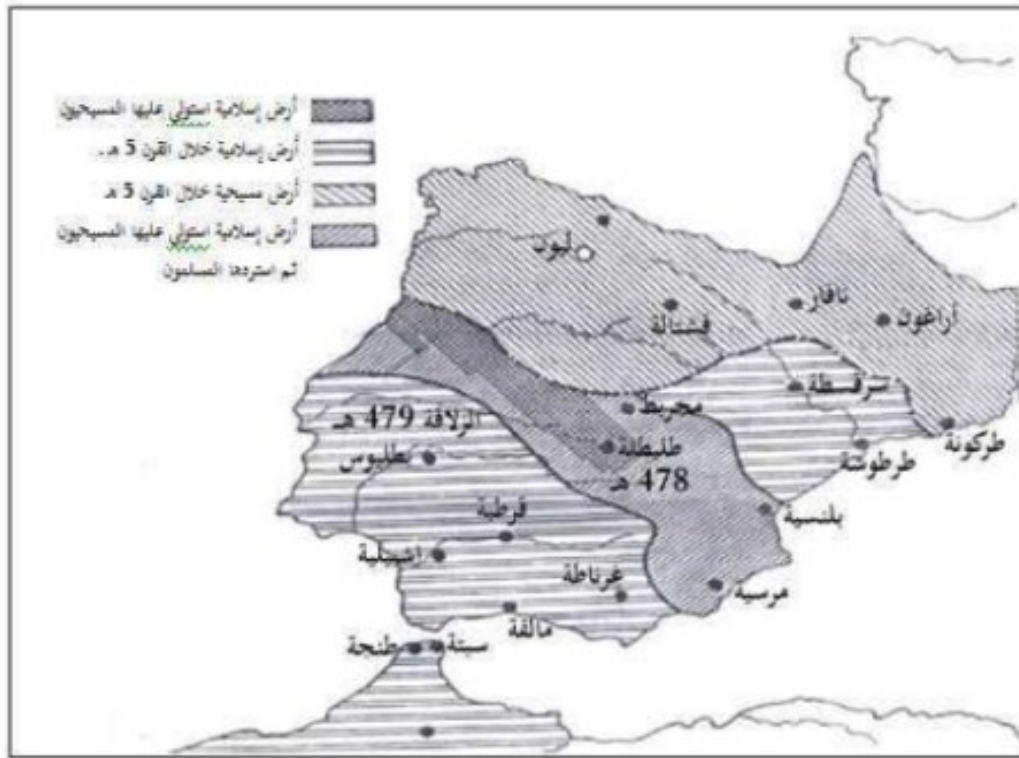 أرض إسلامية استولى عليها المسيحيون
أرض إسلامية خلال القرن 5 هـ.
أرض مسيحية خلال القرن 5 هـ
أرض إسلامية استولى عليها المسيحيون
ثم استردها المسلمون
ليون
نافار
أراغون
قشتالة
سرقسطة
مجريط
طركونة
الزلاقة 479 هـ
طليطلة
طرطوشة
بطليوس
478 هـ
بلنسية
قرطبة
اشبيلية
غرناطة
مرسية
مالقة
سبتة
طنجة